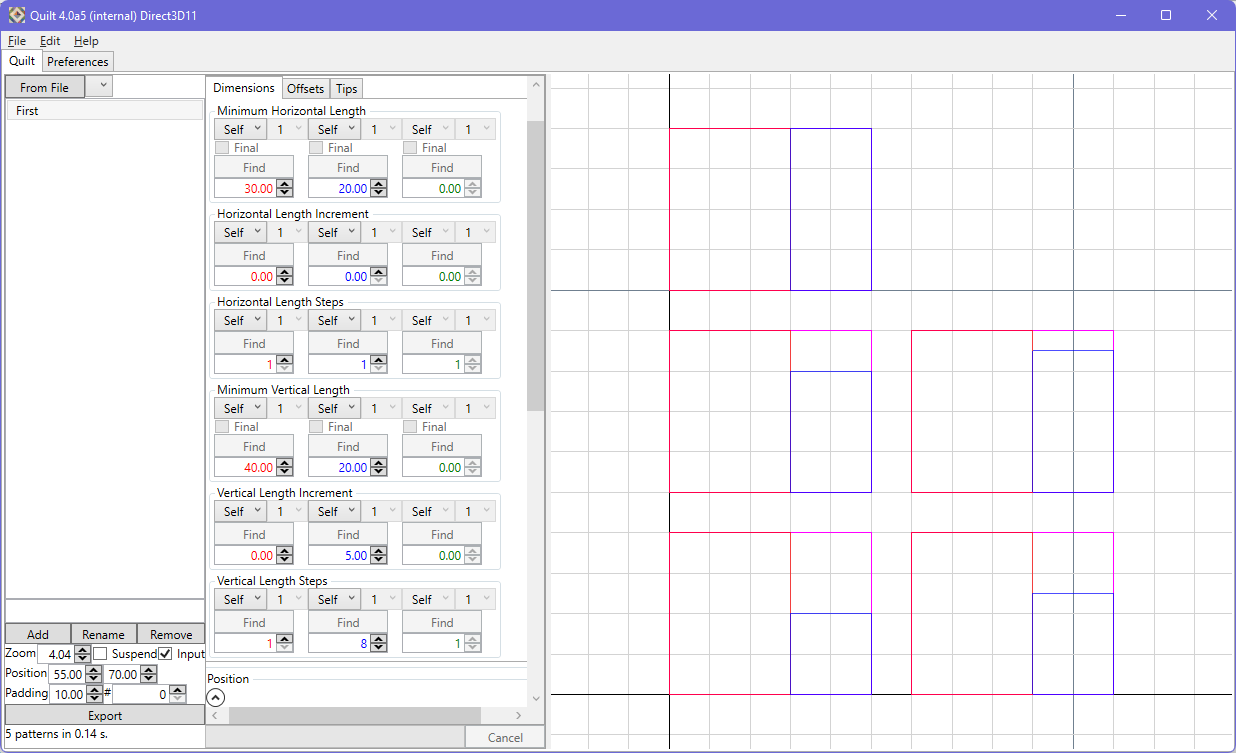 Quilt 4.0a5 (internal) Direct3D11
File Edit Help
Quilt Preferences
From File
First
Dimensions Offsets Tips
Minimum Horizontal Length
Self 1 Self 1 Self 1
Final Final Final
Find Find Find
30.00 20.00 0.00
Horizontal Length Increment
Self 1 Self 1 Self 1
Find Find Find
0.00 0.00 0.00
Horizontal Length Steps
Self 1 Self 1 Self 1
Find Find Find
1 1 1
Minimum Vertical Length
Self 1 Self 1 Self 1
Final Final Final
Find Find Find
40.00 20.00 0.00
Vertical Length Increment
Self 1 Self 1 Self 1
Find Find Find
0.00 5.00 0.00
Vertical Length Steps
Self 1 Self 1 Self 1
Find Find Find
1 8 1
Position
Add Rename Remove
Zoom 4.04 Suspend Input
Position 55.00 70.00
Padding 10.00 # 0
Export
5 patterns in 0.14 s.
Cancel